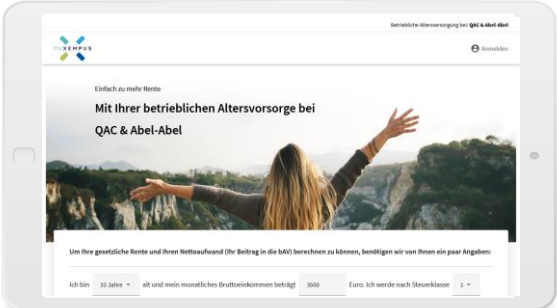 Betriebliche Altersversorgung bei: QAC & Abel-Abel
myXEMPUS
Anmelden
Einfach zu mehr Rente
Mit Ihrer betrieblichen Altersvorsorge bei
QAC & Abel-Abel
Um Ihre gesetzliche Rente und Ihren Nettoaufwand (Ihr Beitrag in die bAV) berechnen zu können, benötigen wir von Ihnen ein paar Angaben:
Ich bin 33 Jahre alt und mein monatliches Bruttoeinkommen beträgt 3500 Euro. Ich werde nach Steuerklasse 1